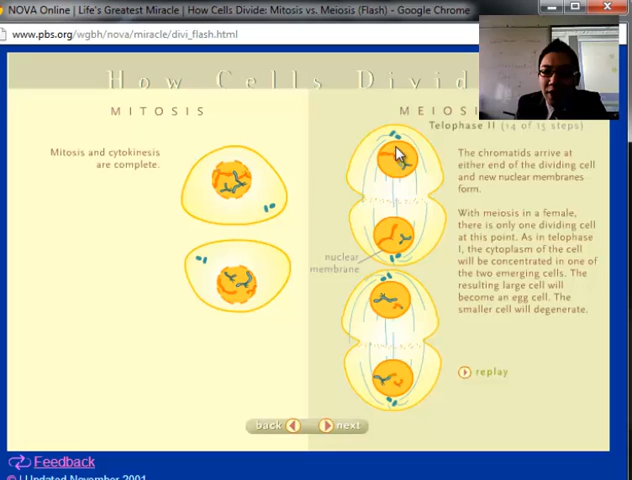 NOVA Online | Life's Greatest Miracle | How Cells Divide: Mitosis vs. Meiosis (Flash) - Google Chrome
www.pbs.org/wgbh/nova/miracle/divi_flash.html
How Cells Divid
MITOSIS
MEIOSI
Telophase II (14 of 15 steps)
Mitosis and cytokinesis
are complete.
The chromatids arrive at
either end of the dividing cell
and new nuclear membranes
form.
With meiosis in a female,
there is only one dividing cell
at this point. As in telophase
I, the cytoplasm of the cell
will be concentrated in one of
the two emerging cells. The
resulting large cell will
become an egg cell. The
smaller cell will degenerate.
nuclear
membrane
replay
back
next
Feedback
© | Updated November 2001